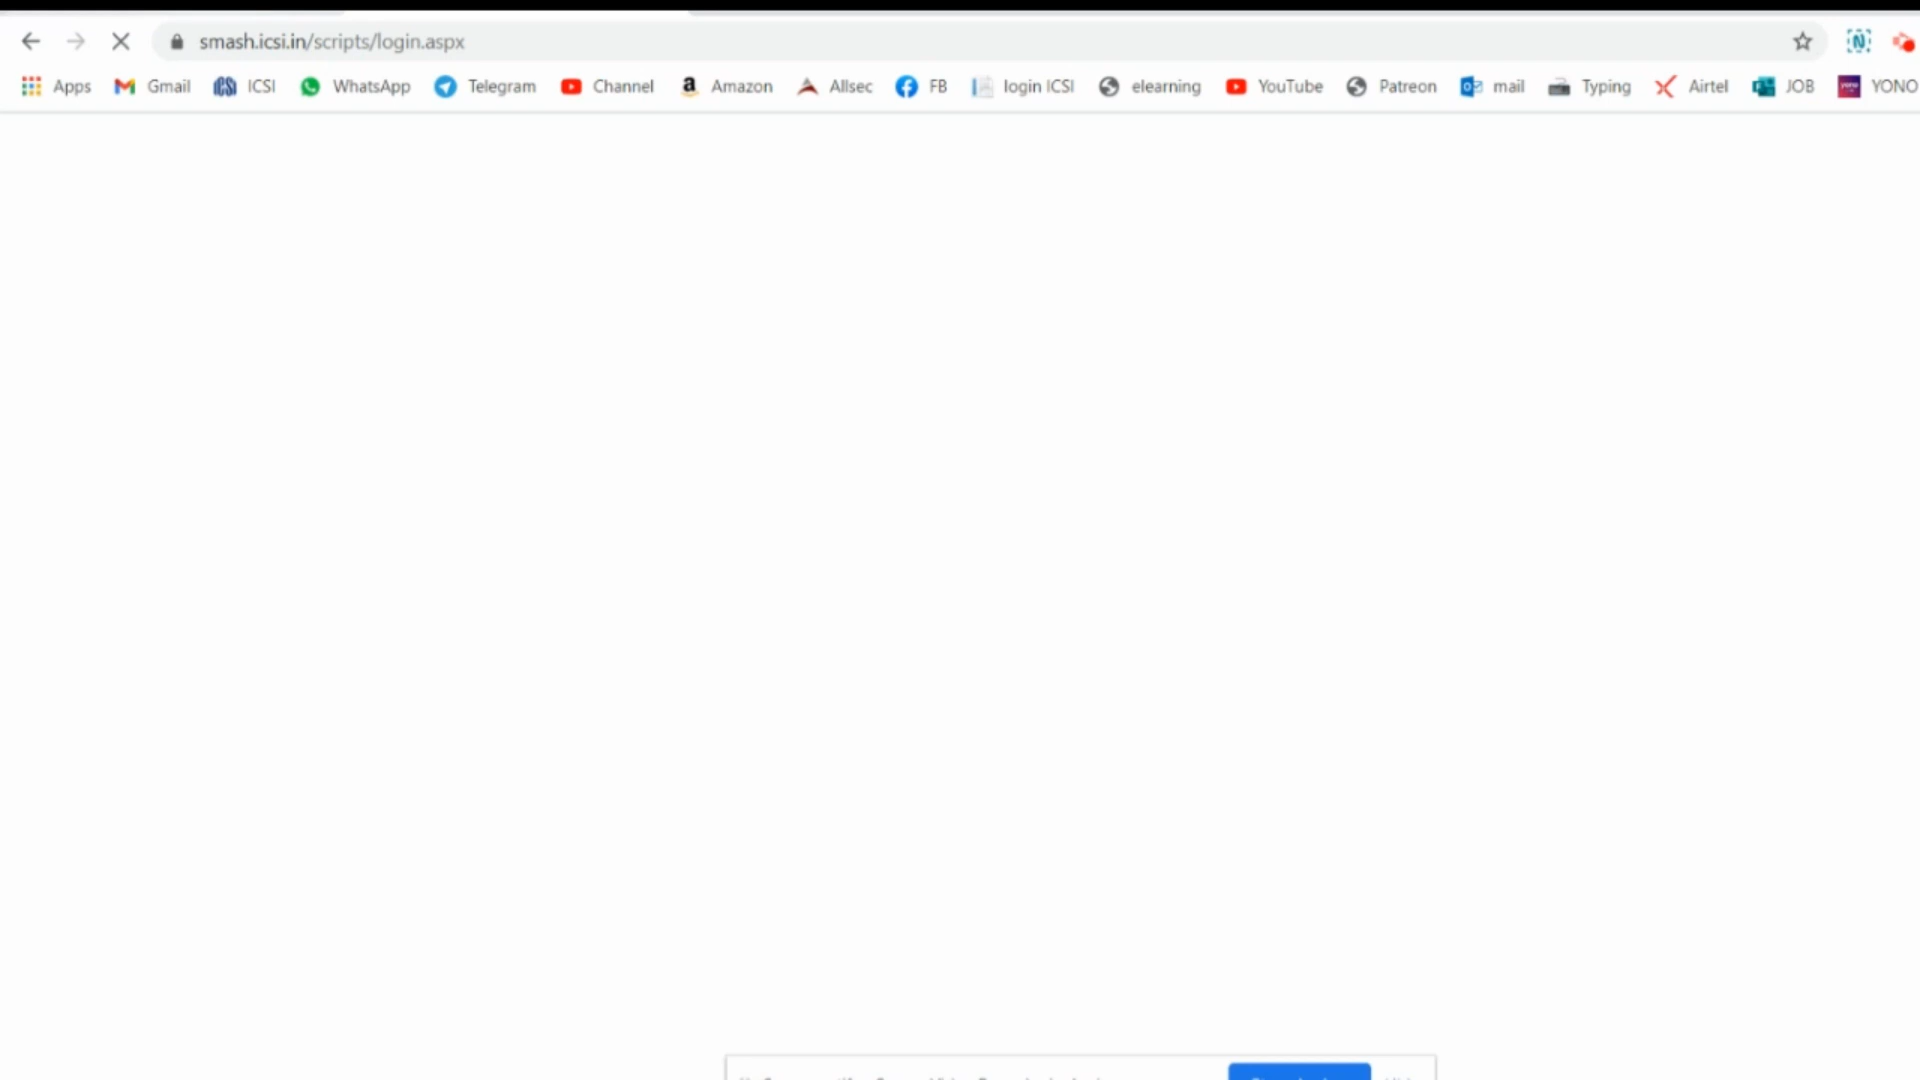 smash.icsi.in/scripts/login.aspx
Apps Gmail ICSI WhatsApp Telegram Channel Amazon Allsec FB login ICSI elearning YouTube Patreon mail Typing Airtel JOB YONO